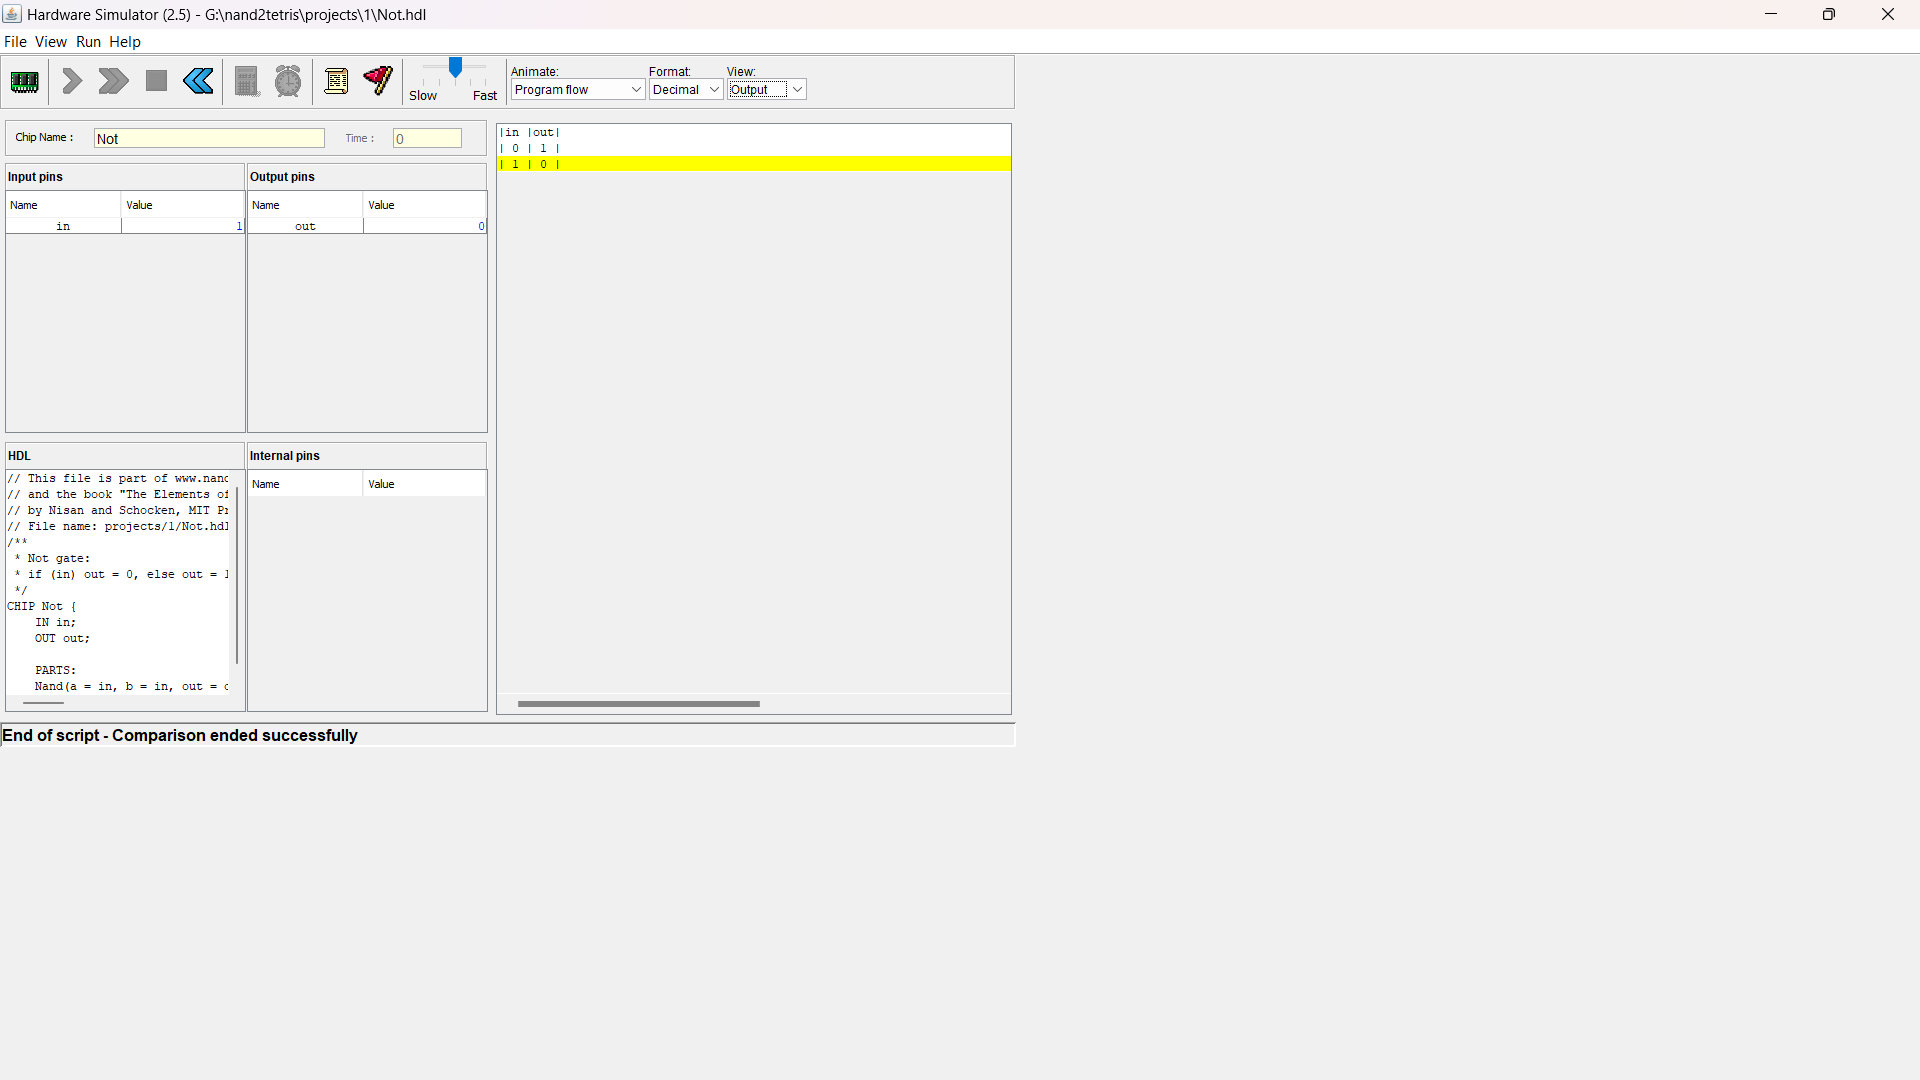 Hardware Simulator (2.5) - G:\nand2tetris\projects\1\Not.hdl
File View Run Help
Slow Fast
Animate: Format: View:
Program flow Decimal Output
Chip Name : Not Time : 0
Input pins Output pins
Name Value Name Value
in 1 out 0
|in |out|
| 0 | 1 |
| 1 | 0 |
HDL
// This file is part of www.nand
// and the book "The Elements of
// by Nisan and Schocken, MIT
// File name: projects/1/Not.hdl
/**
* Not gate:
* if (in) out = 0, else out = 1
*/
CHIP Not {
IN in;
OUT out;
PARTS:
Nand(a = in, b = in, out =
Internal pins
Name Value
End of script - Comparison ended successfully